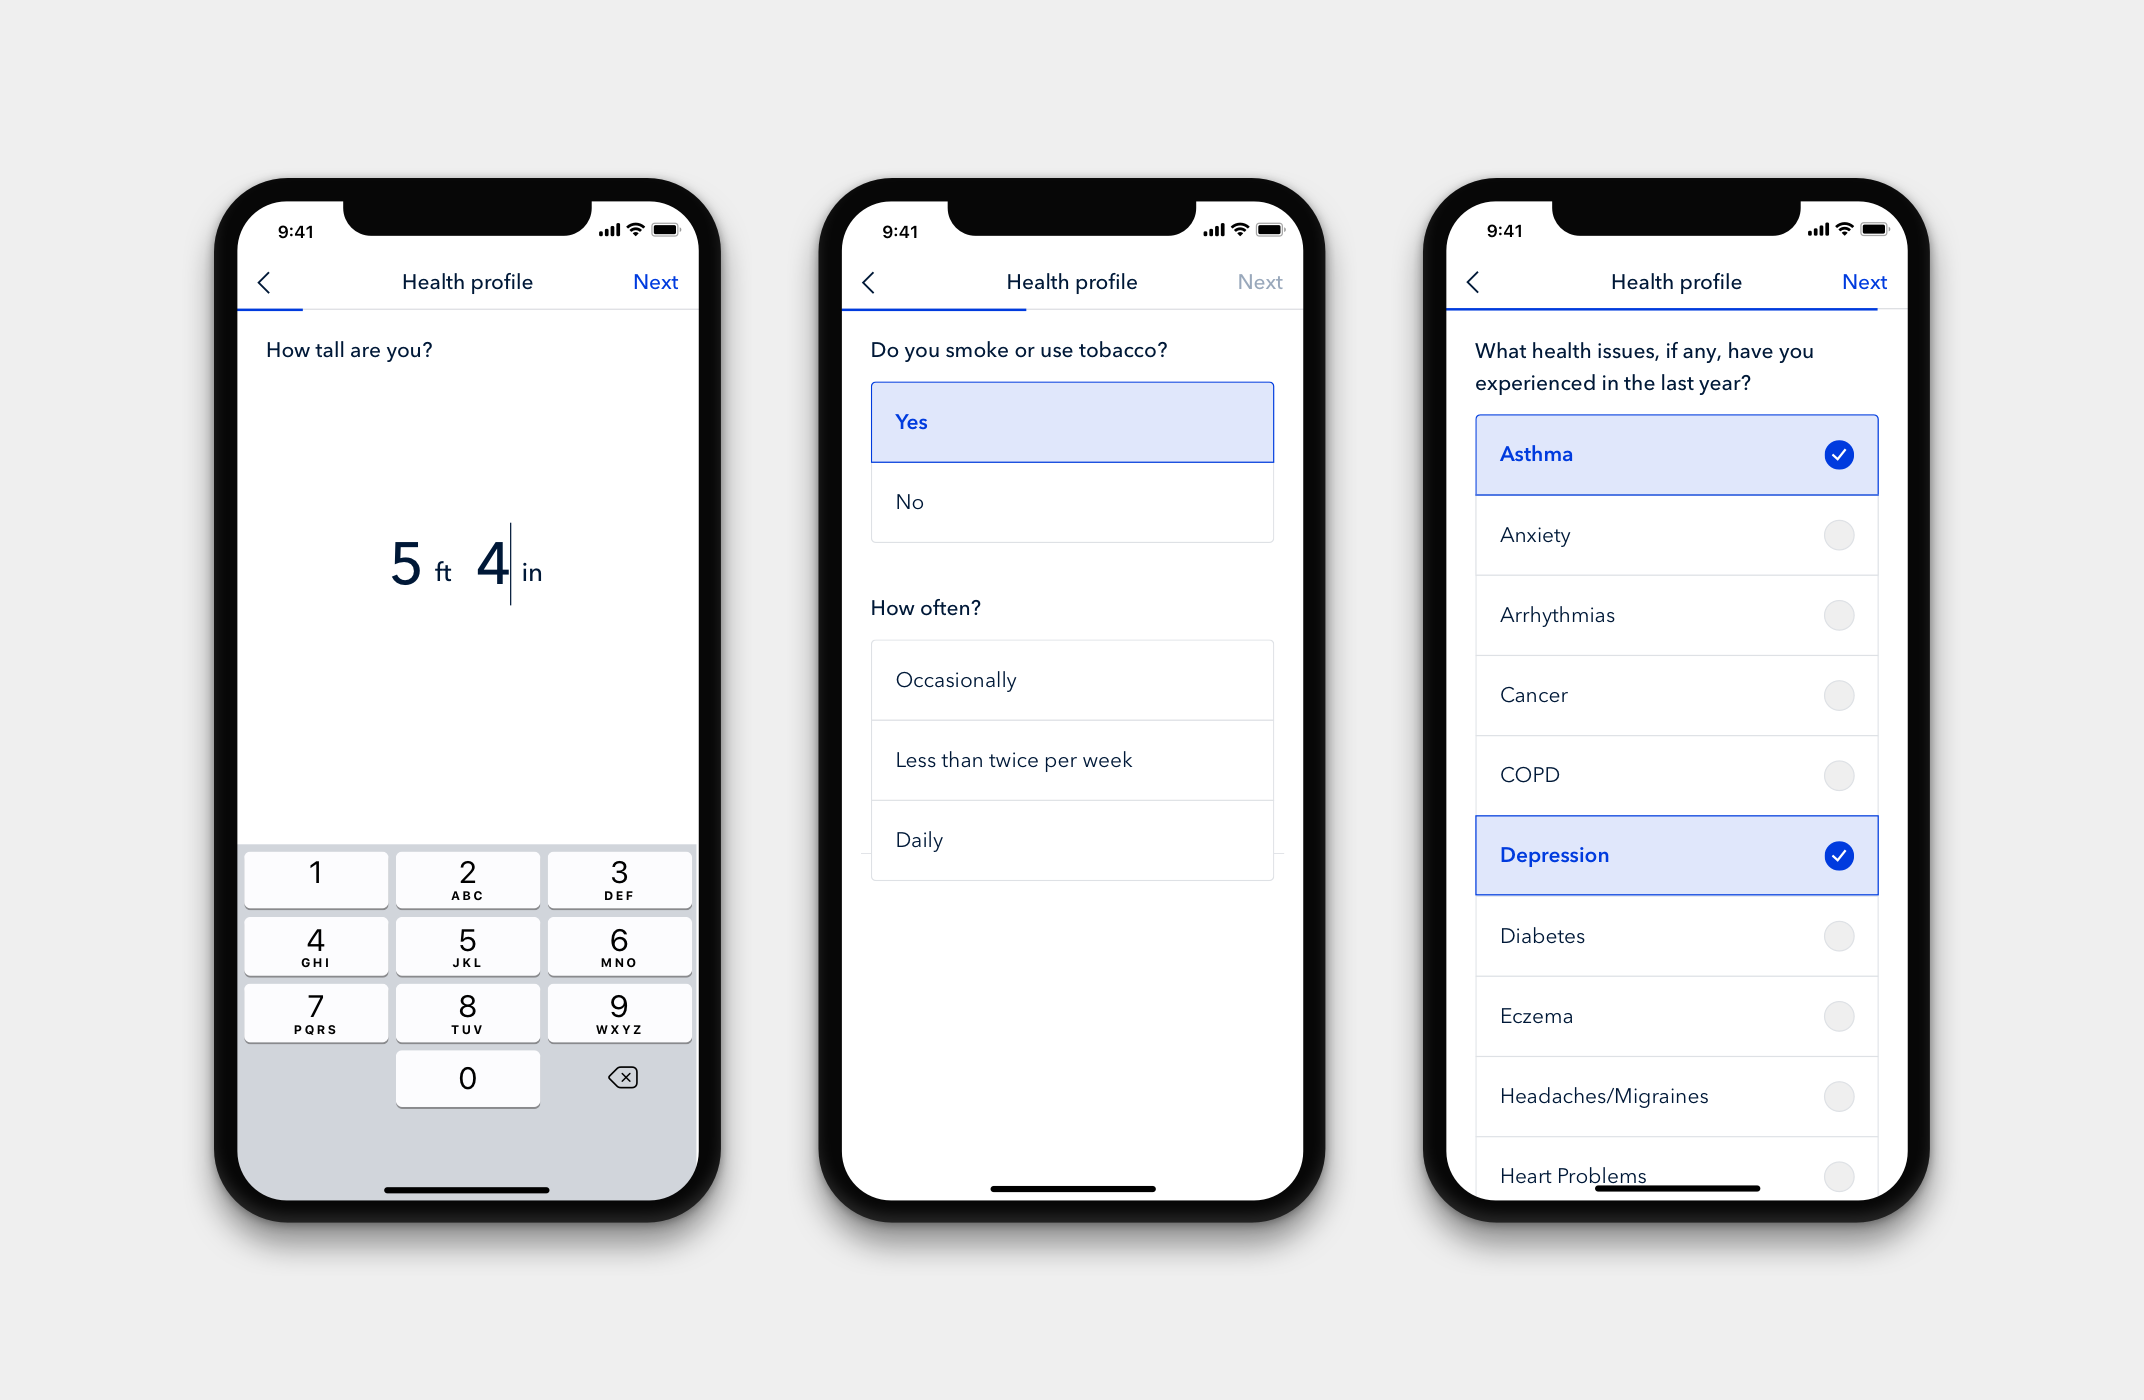 9:41
Health profile
Next
How tall are you?
5 ft 4 in
1
2
ABC
3
DEF
4
GHI
5
JKL
6
MNO
7
PQRS
8
TUV
9
WXYZ
0
9:41
Health profile
Next
Do you smoke or use tobacco?
Yes
No
How often?
Occasionally
Less than twice per week
Daily
9:41
Health profile
Next
What health issues, if any, have you
experienced in the last year?
Asthma
Anxiety
Arrhythmias
Cancer
COPD
Depression
Diabetes
Eczema
Headaches/Migraines
Heart Problems